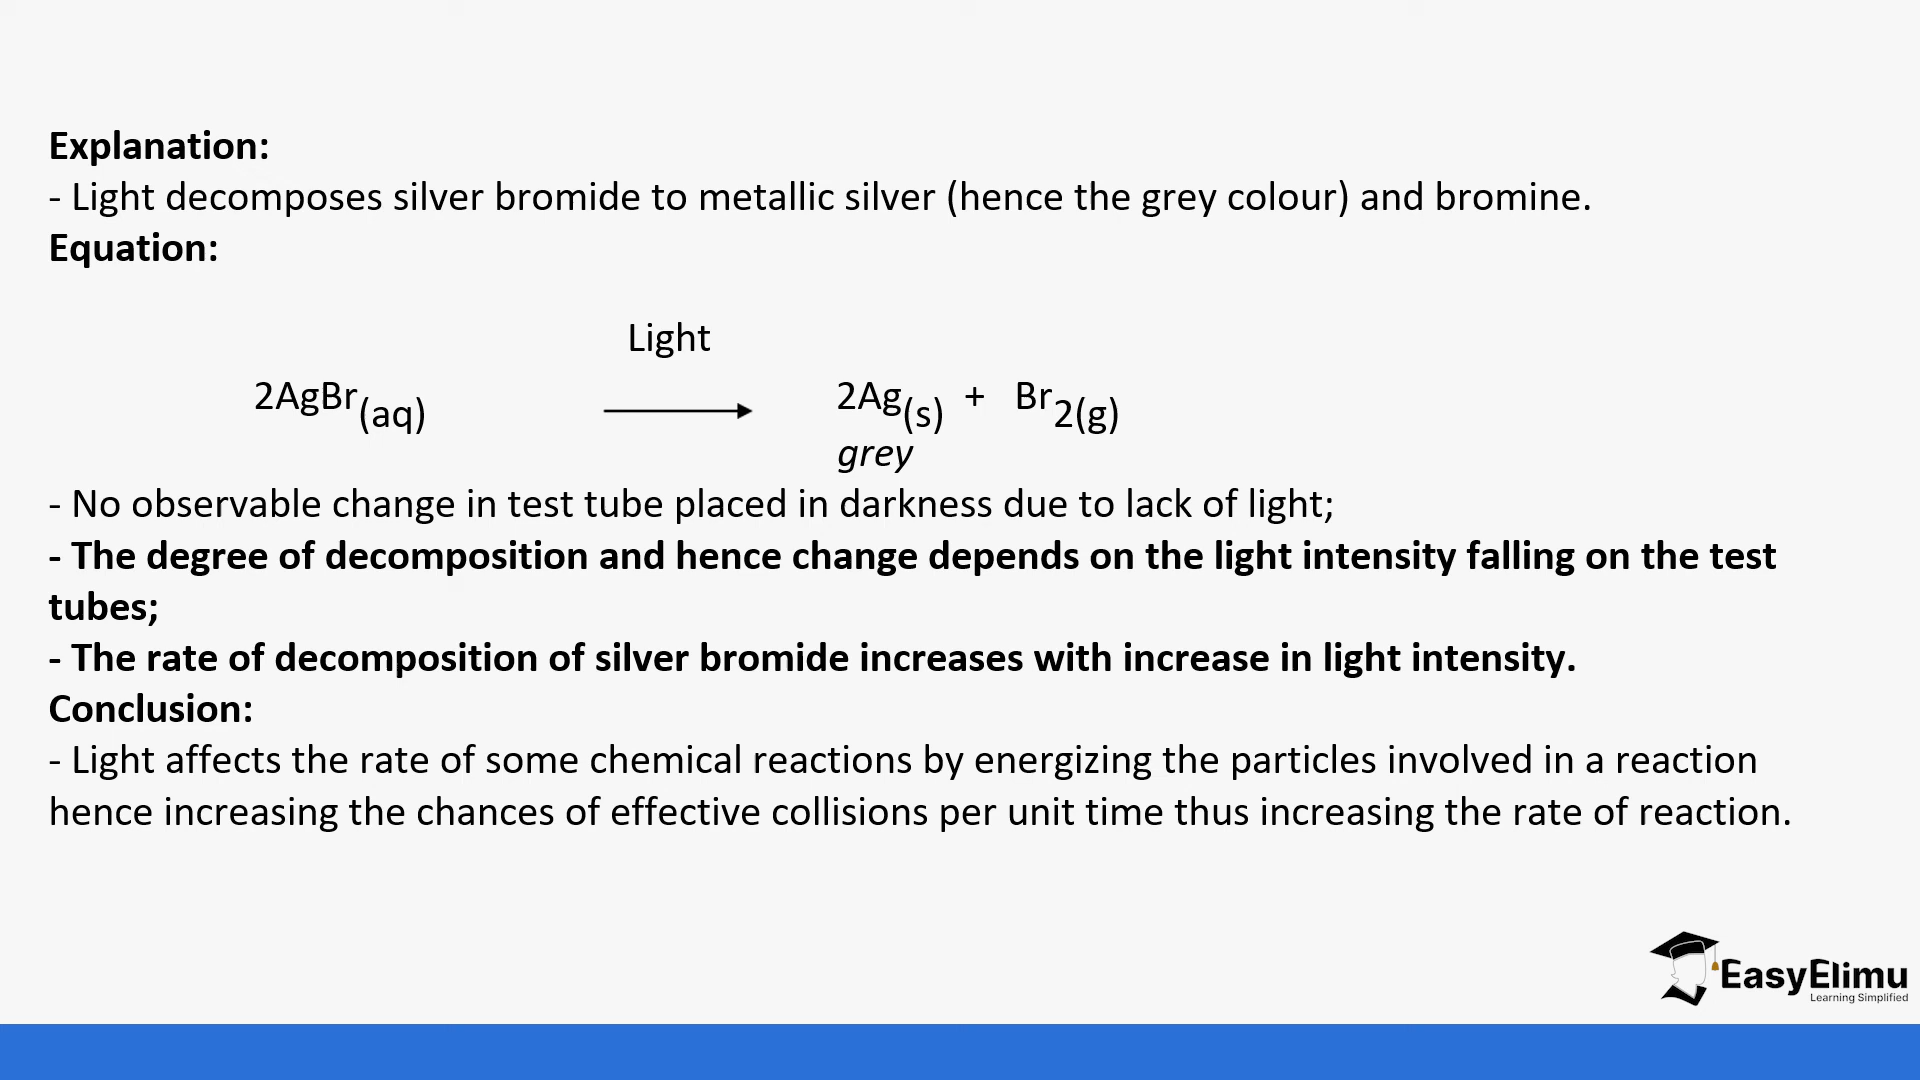 Explanation:
- Light decomposes silver bromide to metallic silver (hence the grey colour) and bromine.
Equation:
Light
2AgBr(aq) → 2Ag(s) + Br2(g)
grey
- No observable change in test tube placed in darkness due to lack of light;
- The degree of decomposition and hence change depends on the light intensity falling on the test
tubes;
- The rate of decomposition of silver bromide increases with increase in light intensity.
Conclusion:
- Light affects the rate of some chemical reactions by energizing the particles involved in a reaction
hence increasing the chances of effective collisions per unit time thus increasing the rate of reaction.
EasyElimu
Learning Simplified